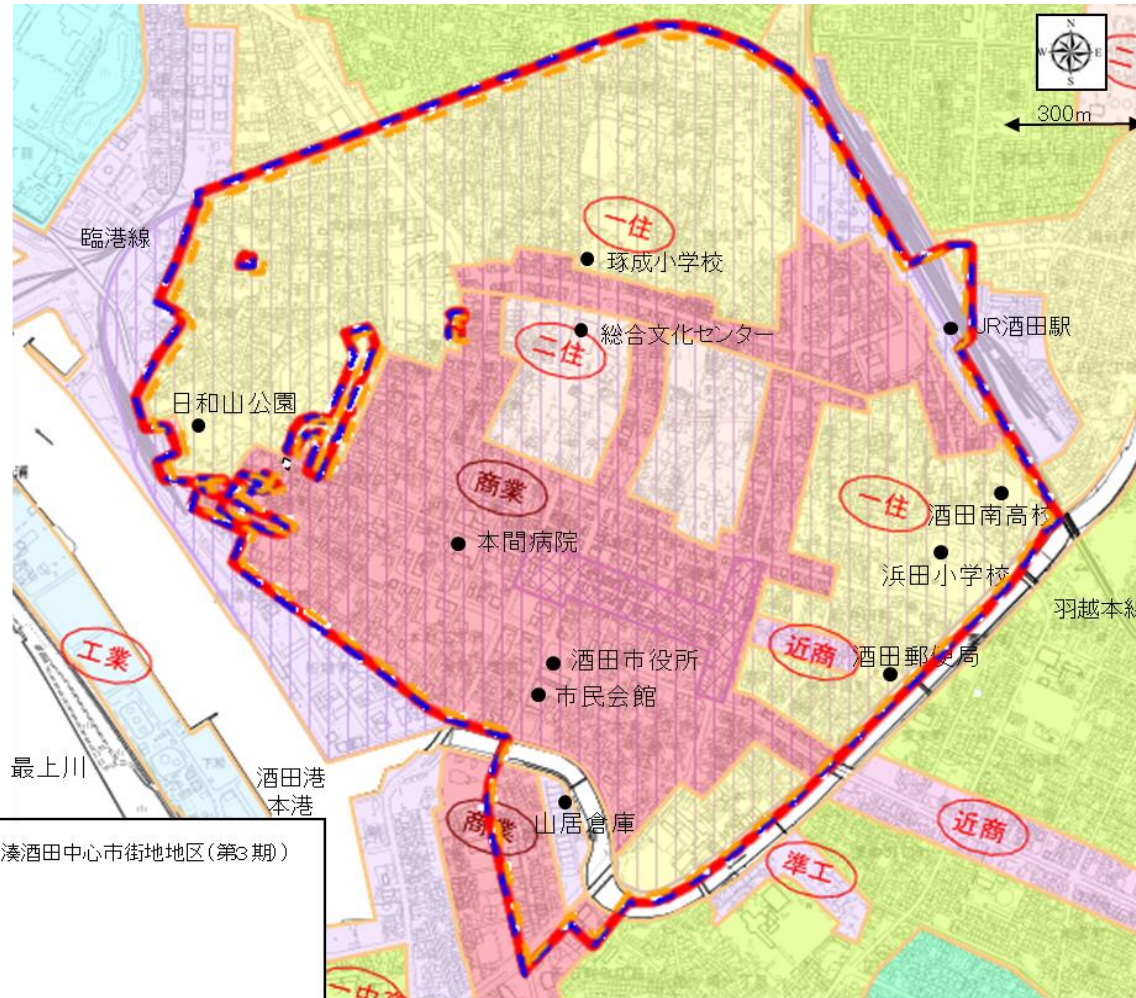 N
W E
S
300m
臨港線
一住
琢成小学校
総合文化センター
二住
JR酒田駅
日和山公園
商業
一住
酒田南高校
本間病院
浜田小学校
羽越本線
工業
近商
酒田郵便局
酒田市役所
市民会館
最上川
酒田港
本港
商業
山居倉庫
近商
準工
湊酒田中心市街地地区(第3期))